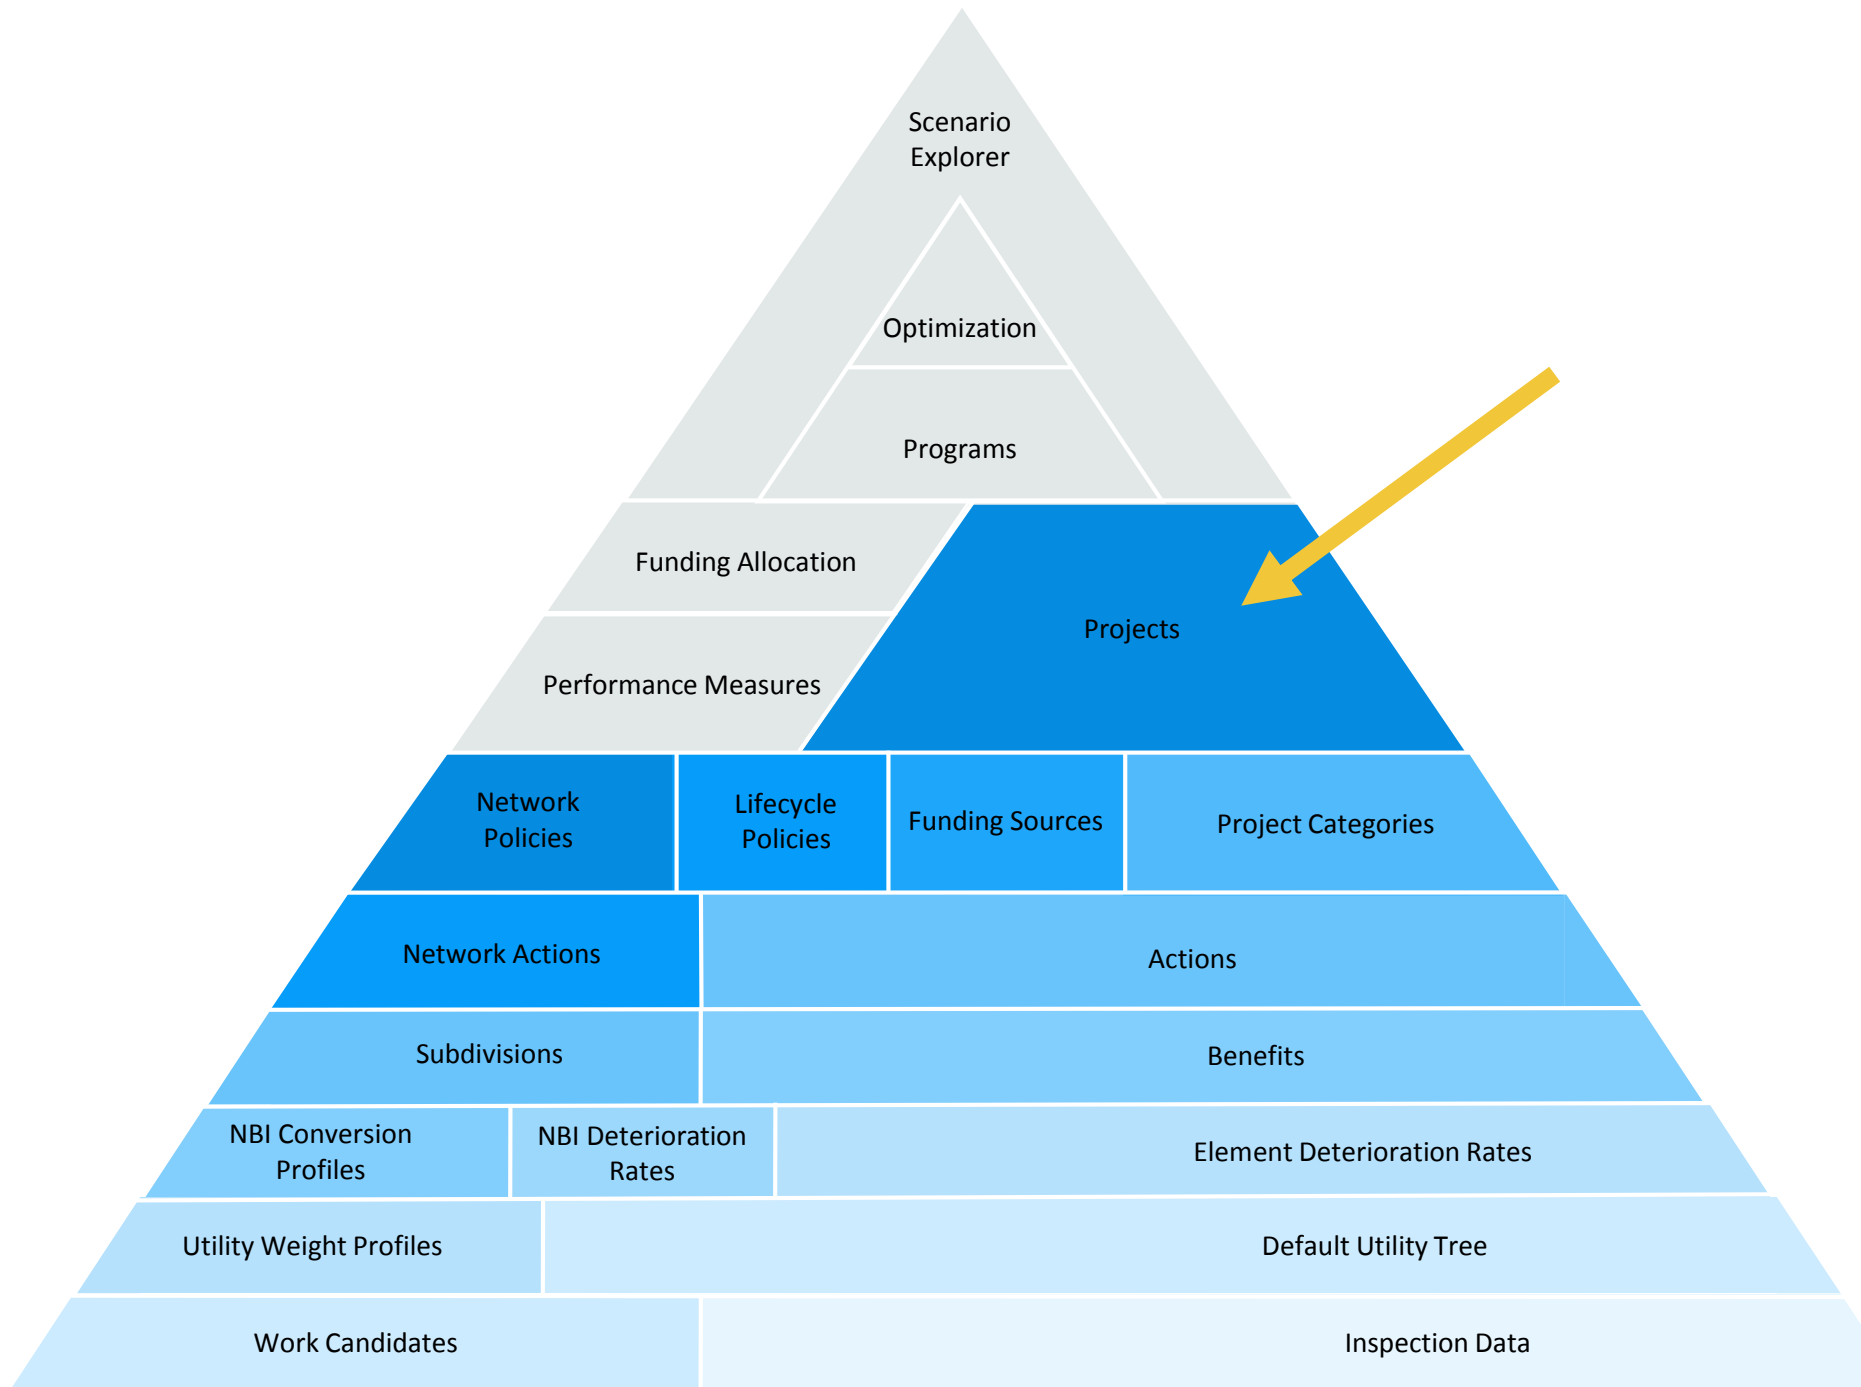 Scenario
Explorer
Optimization
Programs
Funding Allocation
Projects
Performance Measures
Network
Policies
Lifecycle
Policies
Funding Sources
Project Categories
Network Actions
Actions
Subdivisions
Benefits
NBI Conversion
Profiles
NBI Deterioration
Rates
Element Deterioration Rates
Utility Weight Profiles
Default Utility Tree
Work Candidates
Inspection Data